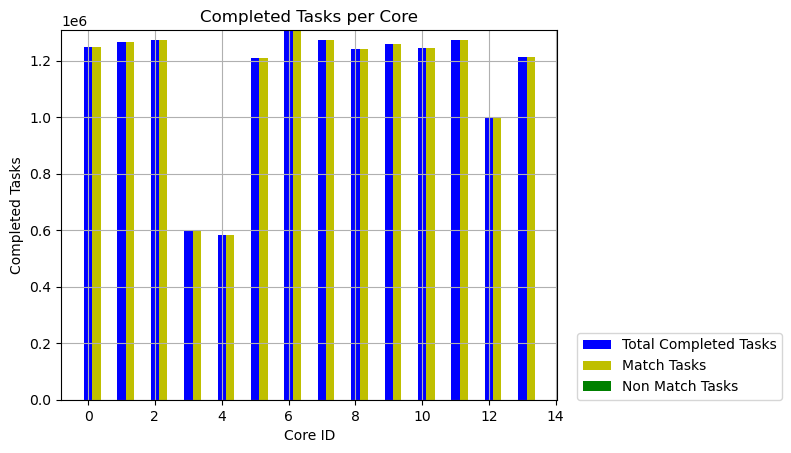 Completed Tasks per Core
1e6
Completed Tasks
1.2
1.0
0.8
0.6
0.4
0.2
0.0
0 2 4 6 8 10 12 14
Core ID
Total Completed Tasks
Match Tasks
Non Match Tasks